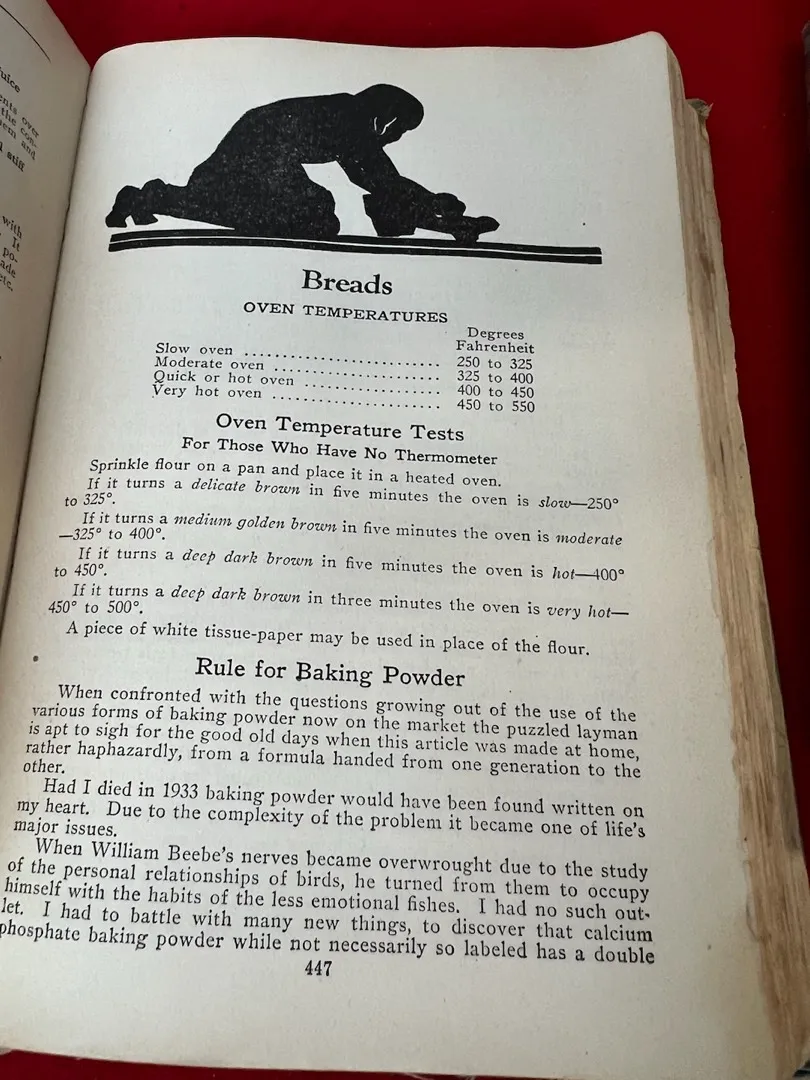 uice
ents over
the con-
em and
l stiff
with
It
po-
ade
etc.
Breads
OVEN TEMPERATURES
Degrees
Fahrenheit
Slow oven .......................... 250 to 325
Moderate oven ...................... 325 to 400
Quick or hot oven .................. 400 to 450
Very hot oven ...................... 450 to 550
Oven Temperature Tests
For Those Who Have No Thermometer
Sprinkle flour on a pan and place it in a heated oven.
If it turns a delicate brown in five minutes the oven is slow—250°
to 325°.
If it turns a medium golden brown in five minutes the oven is moderate
—325° to 400°.
If it turns a deep dark brown in five minutes the oven is hot—400°
to 450°.
If it turns a deep dark brown in three minutes the oven is very hot—
450° to 500°.
A piece of white tissue-paper may be used in place of the flour.
Rule for Baking Powder
When confronted with the questions growing out of the use of the
various forms of baking powder now on the market the puzzled layman
is apt to sigh for the good old days when this article was made at home,
rather haphazardly, from a formula handed from one generation to the
other.
Had I died in 1933 baking powder would have been found written on
my heart. Due to the complexity of the problem it became one of life's
major issues.
When William Beebe's nerves became overwrought due to the study
of the personal relationships of birds, he turned from them to occupy
himself with the habits of the less emotional fishes. I had no such out-
let. I had to battle with many new things, to discover that calcium
phosphate baking powder while not necessarily so labeled has a double
447